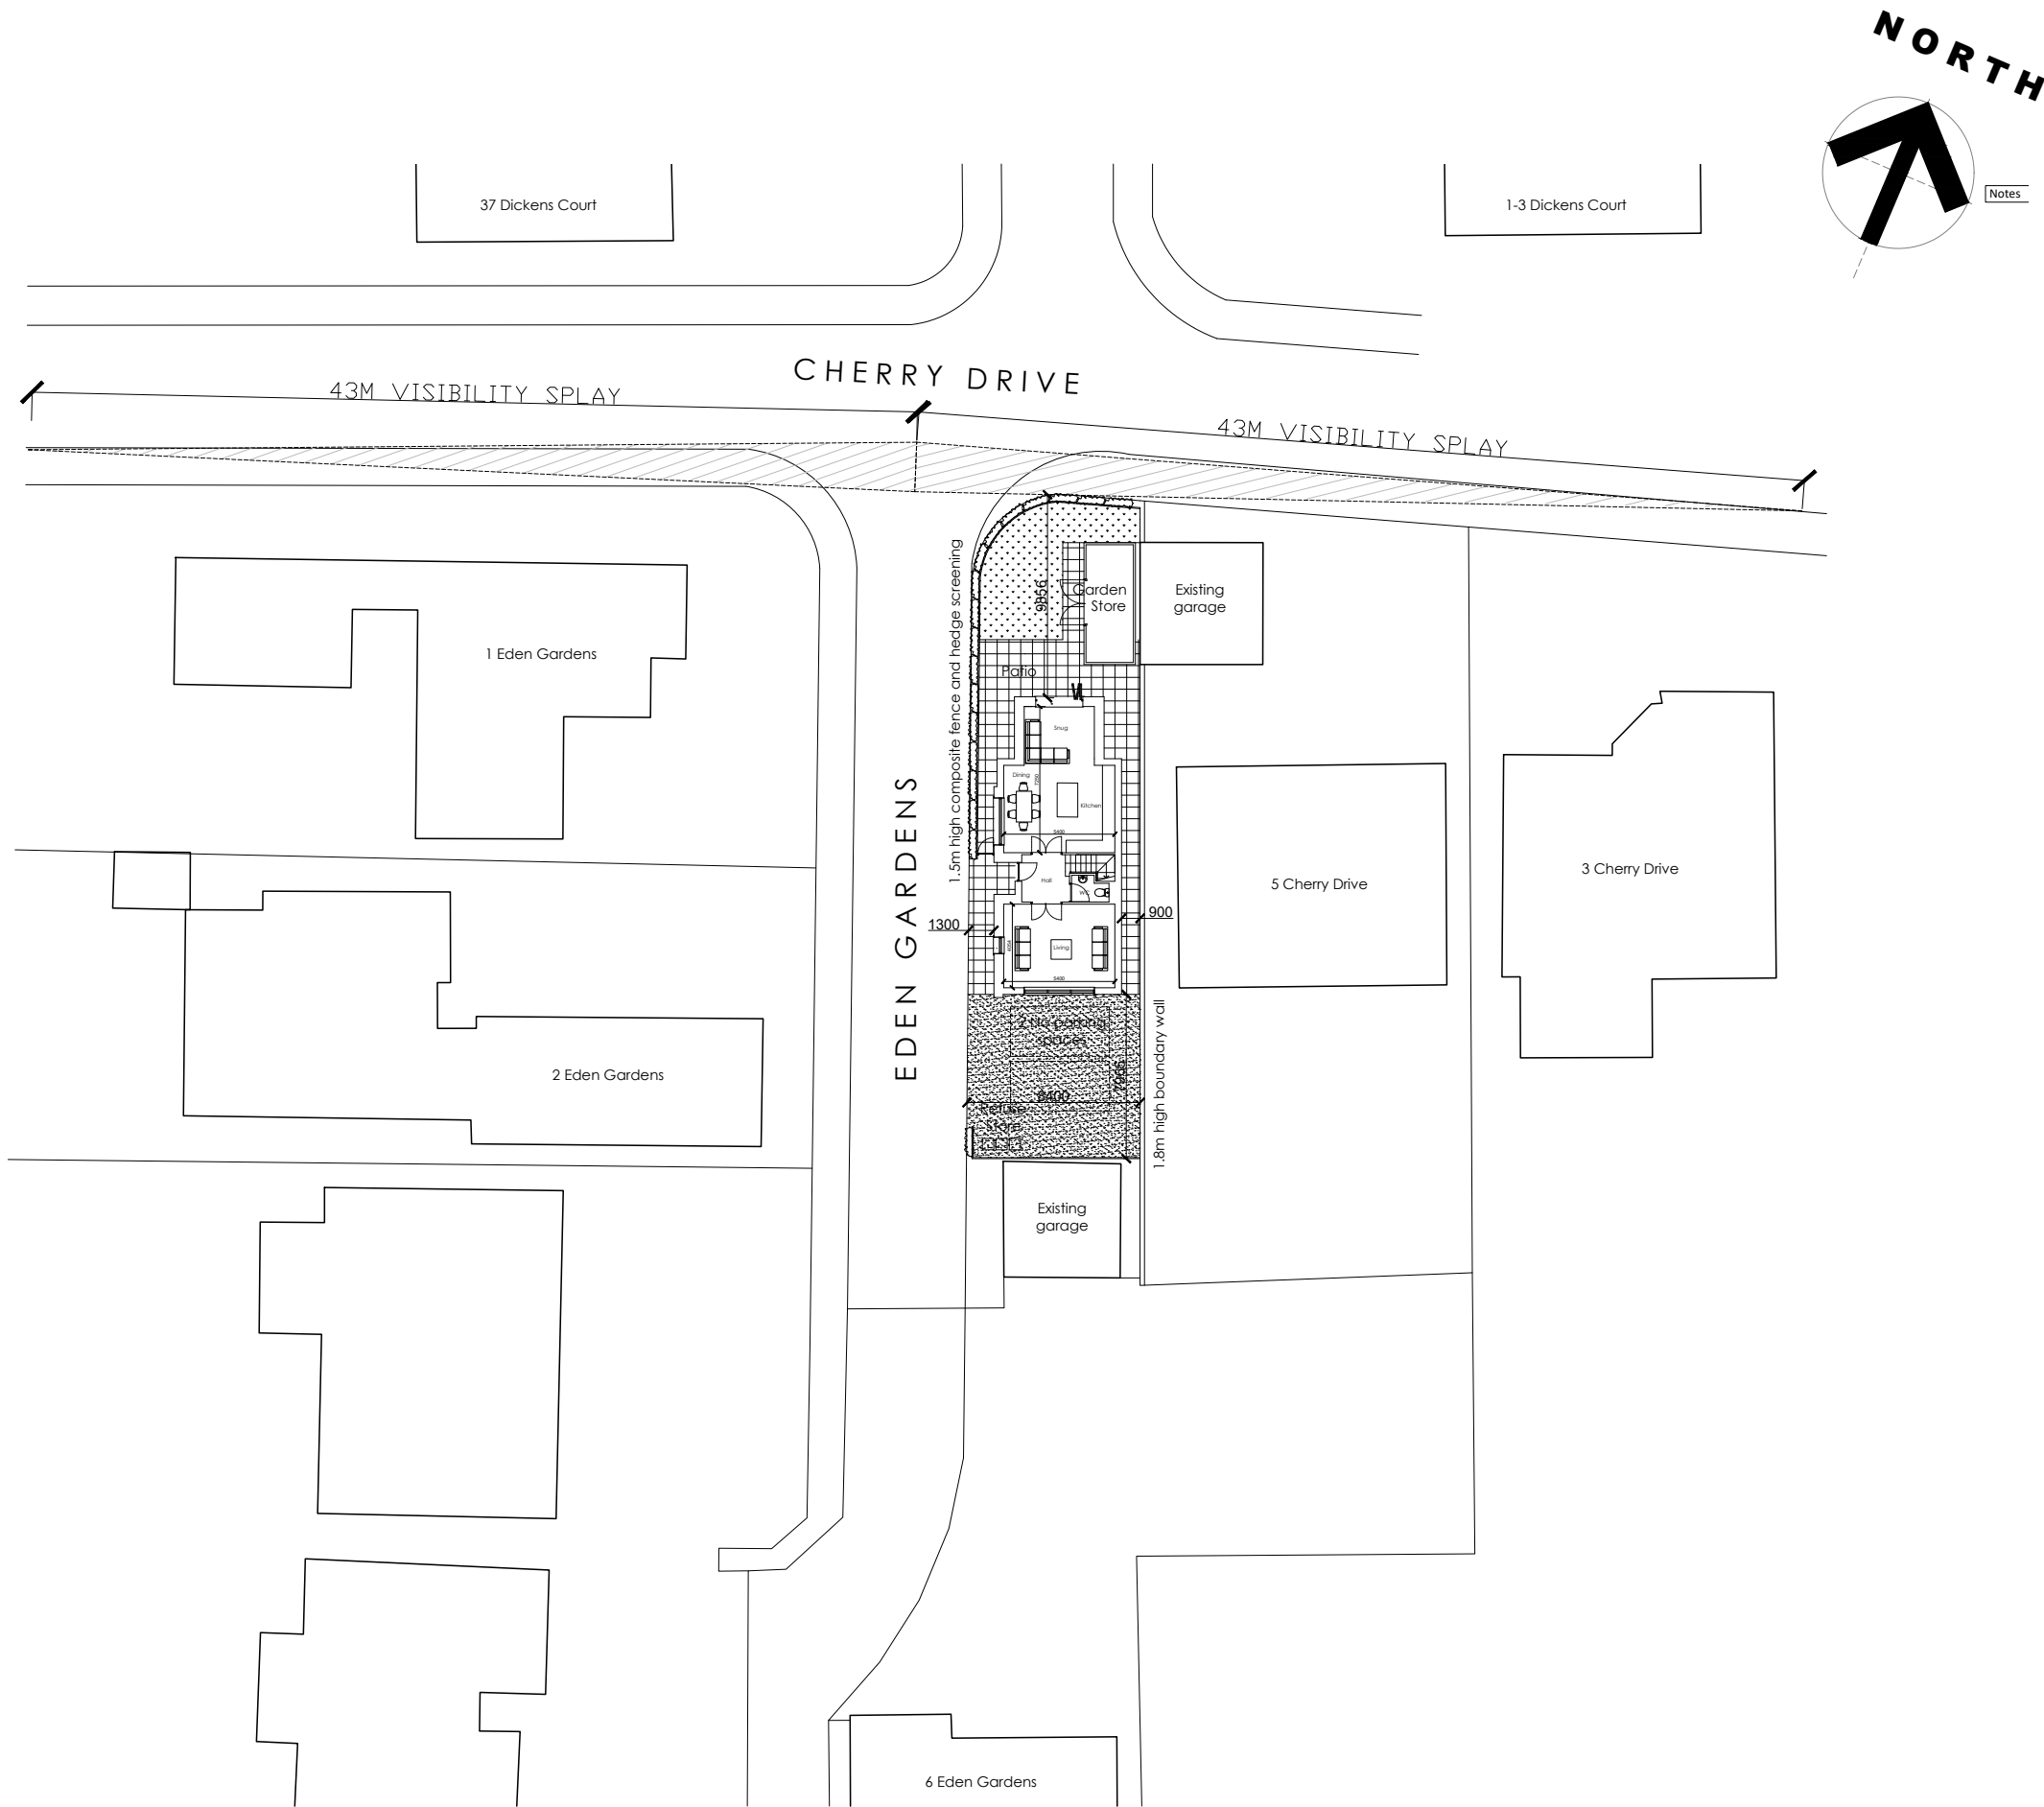 NORTH
Notes
37 Dickens Court
1-3 Dickens Court
CHERRY DRIVE
43M VISIBILITY SPLAY
43M VISIBILITY SPLAY
1.5m high composite fence and hedge screening
9856
Garden
Store
Existing
garage
1 Eden Gardens
Patio
Snug
Dining
Kitchen
5400
EDEN GARDENS
Hall
WC
1300
900
Living
5400
5 Cherry Drive
3 Cherry Drive
2 No parking
spaces
8400
Refuse
Store
1.8m high boundary wall
2 Eden Gardens
Existing
garage
6 Eden Gardens